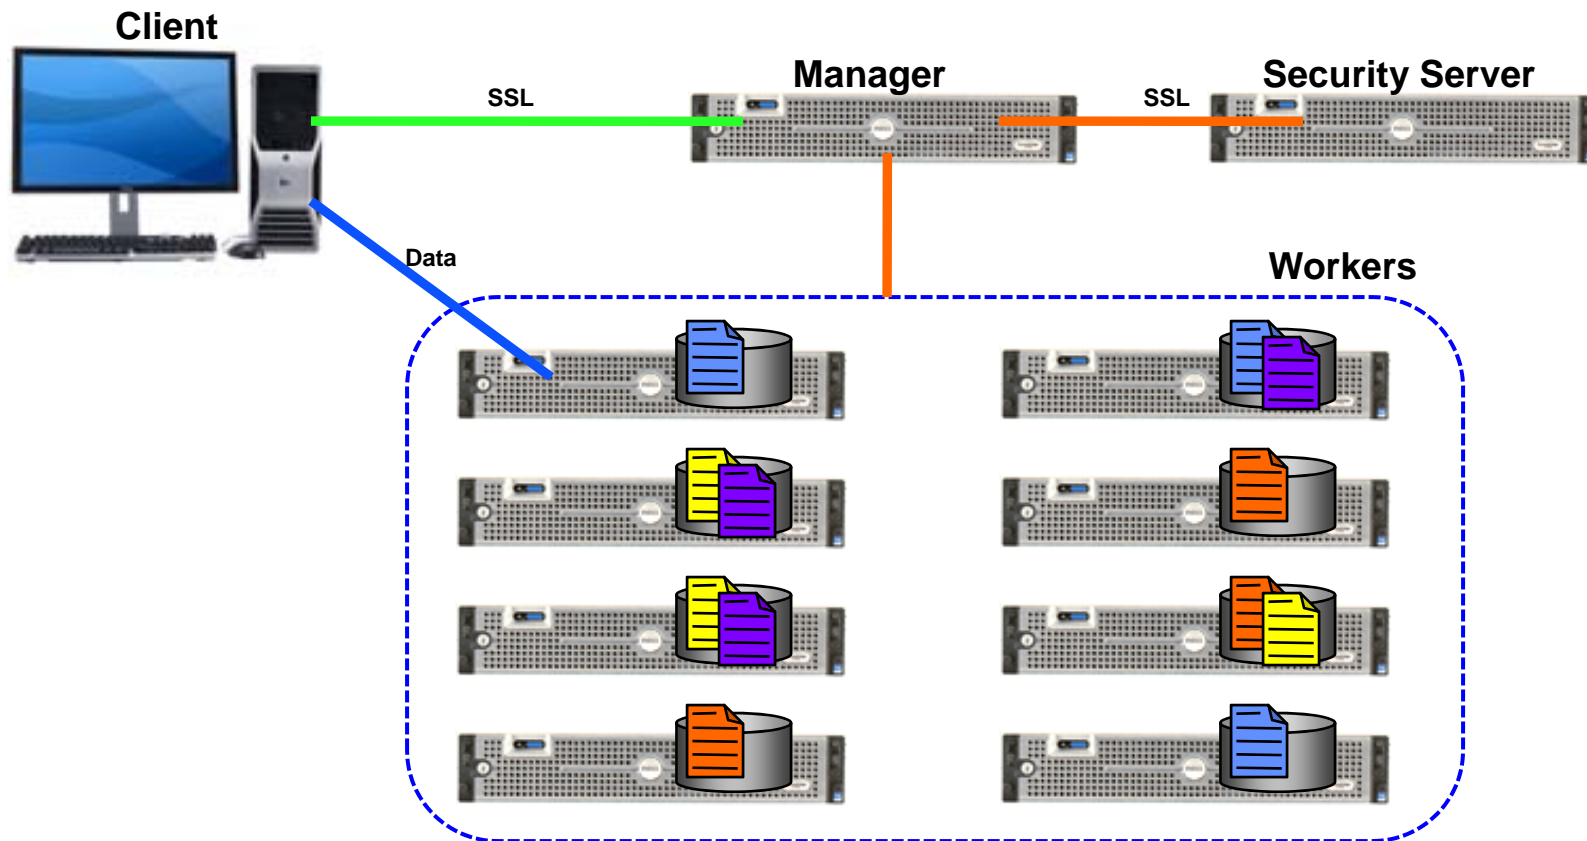 Client
SSL
Manager
SSL
Security Server
Data
Workers